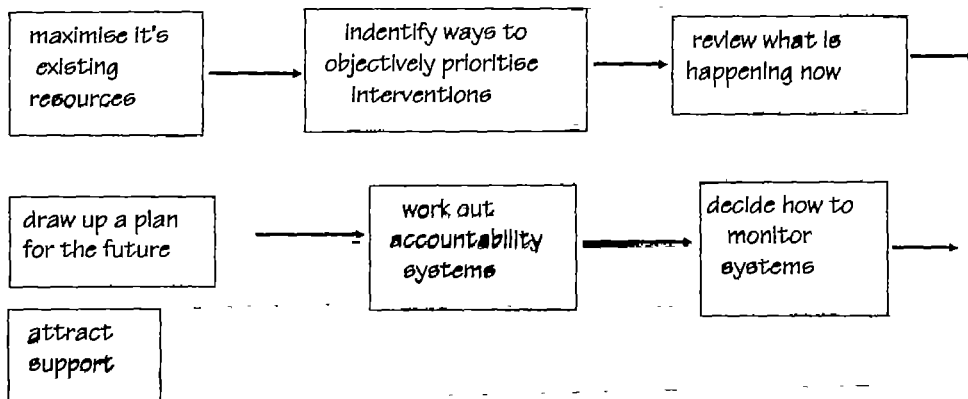 maximise it's
existing
resources
indentify ways to
objectively prioritise
interventions
review what is
happening now
draw up a plan
for the future
work out
accountability
systems
decide how to
monitor
systems
attract
support